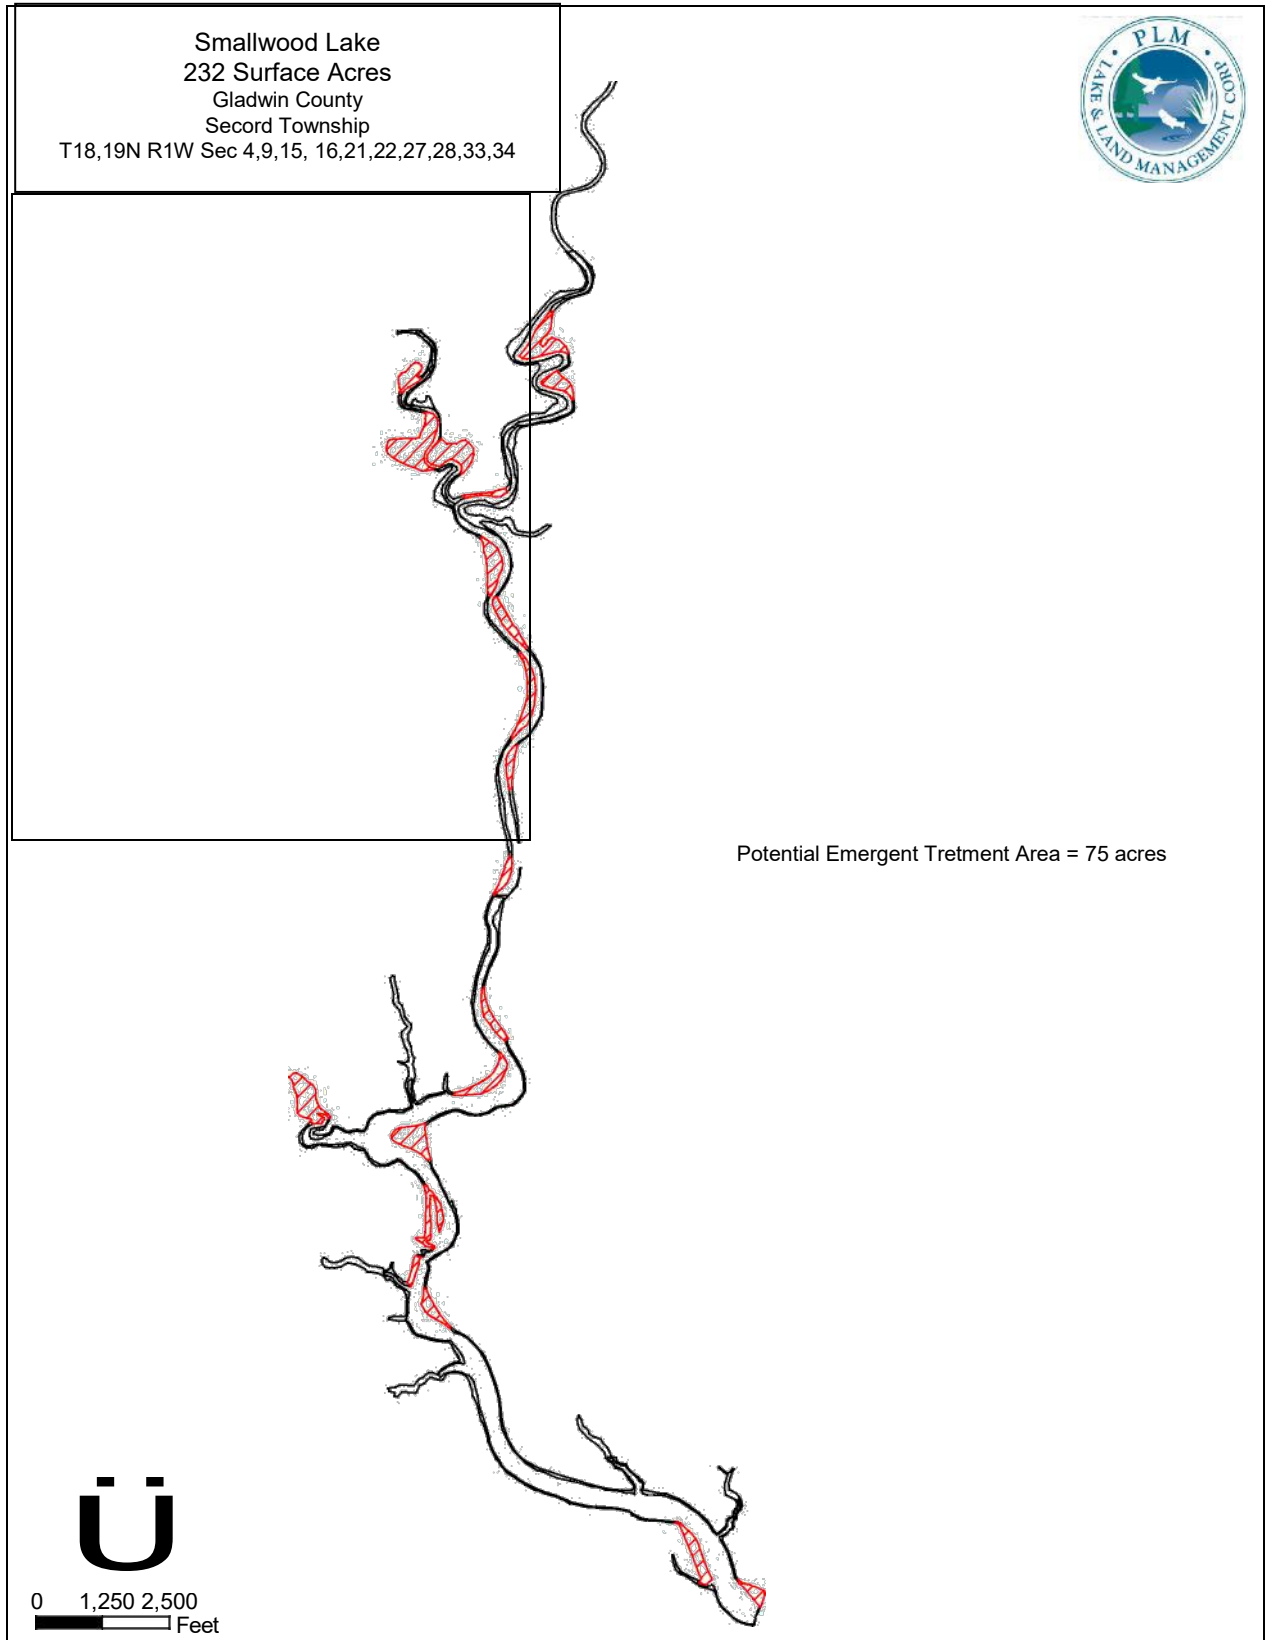 Smallwood Lake
232 Surface Acres
Gladwin County
Secord Township
T18,19N R1W Sec 4,9,15, 16,21,22,27,28,33,34
• PLM •
LAKE & LAND MANAGEMENT CORP
Potential Emergent Tretment Area = 75 acres
Ü
0 1,250 2,500
Feet